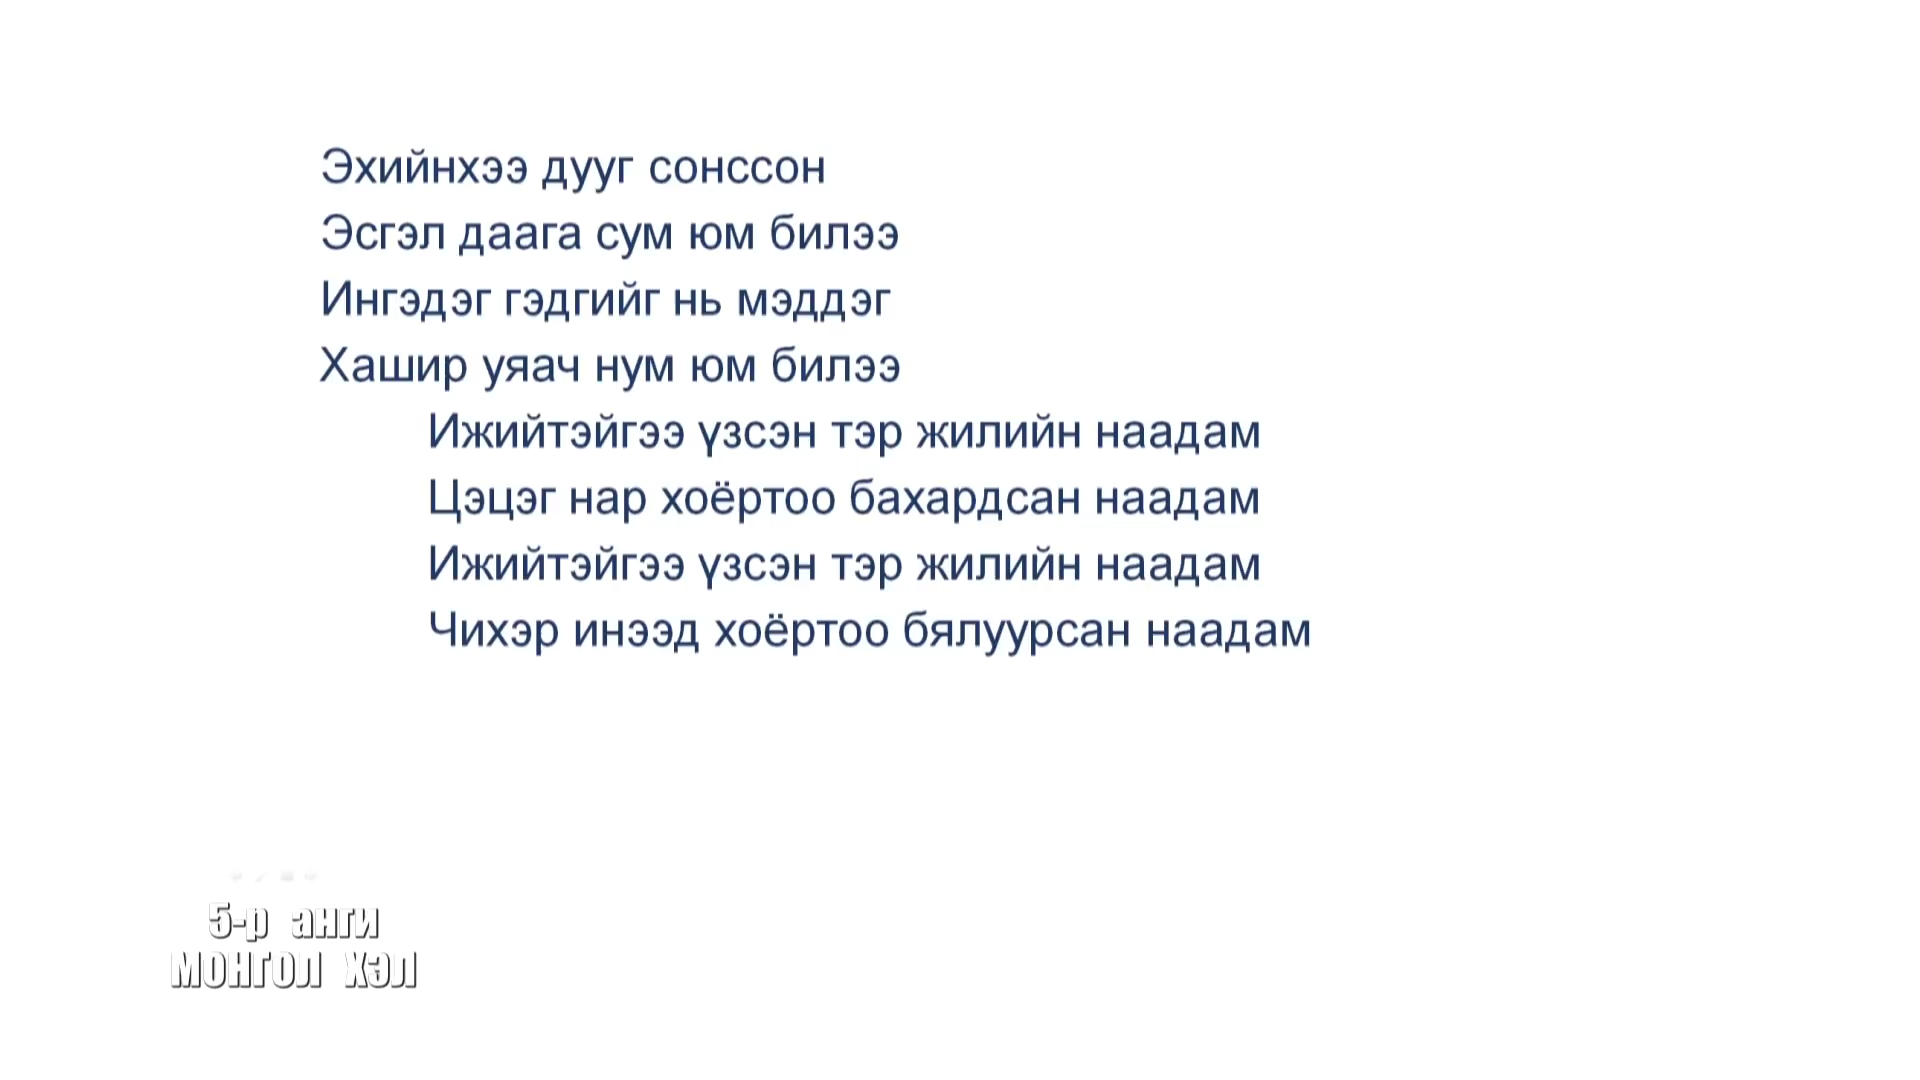 Эхийнхээ дууг сонссон
Эсгэл даага сум юм билээ
Ингэдэг гэдгийг нь мэддэг
Хашир уяач нум юм билээ
Ижийтэйгээ үзсэн тэр жилийн наадам
Цэцэг нар хоёртоо бахардсан наадам
Ижийтэйгээ үзсэн тэр жилийн наадам
Чихэр инээд хоёртоо бялуурсан наадам
5-р анги
МОНГОЛ ХЭЛ